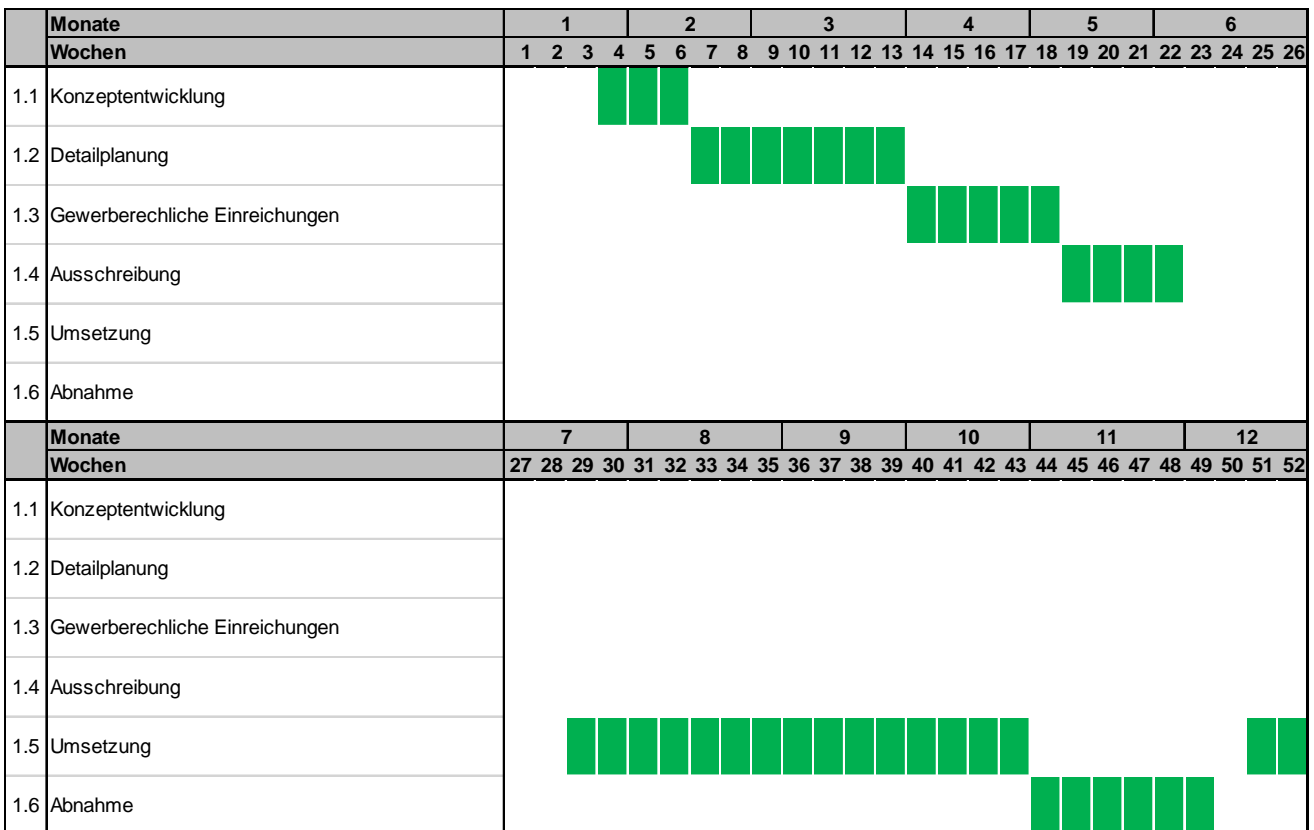 Monate 1 2 3 4 5 6
Wochen 1 2 3 4 5 6 7 8 9 10 11 12 13 14 15 16 17 18 19 20 21 22 23 24 25 26
1.1 Konzeptentwicklung
1.2 Detailplanung
1.3 Gewerberechliche Einreichungen
1.4 Ausschreibung
1.5 Umsetzung
1.6 Abnahme
Monate 7 8 9 10 11 12
Wochen 27 28 29 30 31 32 33 34 35 36 37 38 39 40 41 42 43 44 45 46 47 48 49 50 51 52
1.1 Konzeptentwicklung
1.2 Detailplanung
1.3 Gewerberechliche Einreichungen
1.4 Ausschreibung
1.5 Umsetzung
1.6 Abnahme